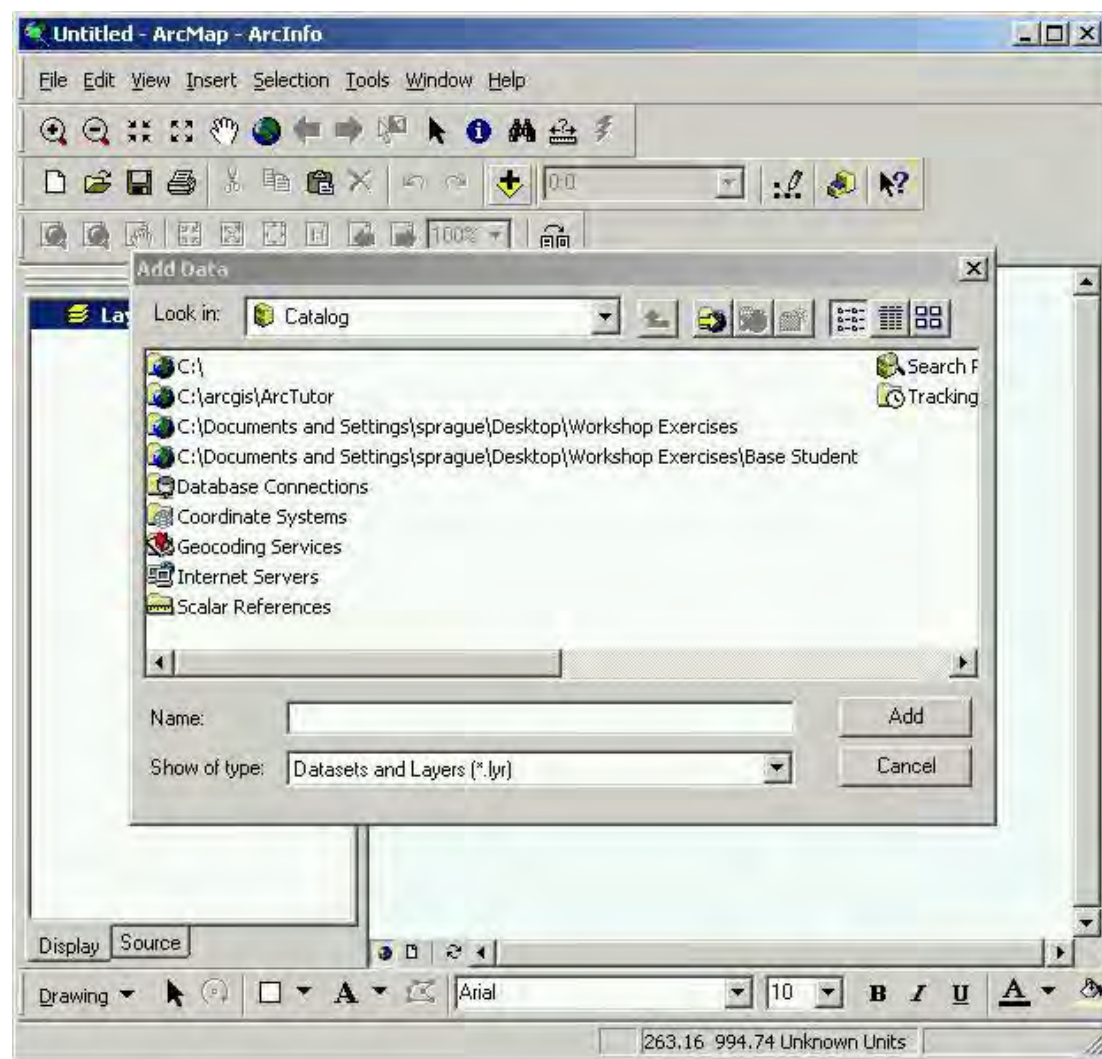 Untitled - ArcMap - ArcInfo
File Edit View Insert Selection Tools Window Help
0:0
100%
Add Data
Lay
Look in: Catalog
C:\
C:\arcgis\ArcTutor
C:\Documents and Settings\sprague\Desktop\Workshop Exercises
C:\Documents and Settings\sprague\Desktop\Workshop Exercises\Base Student
Database Connections
Coordinate Systems
Geocoding Services
Internet Servers
Scalar References
Search F
Tracking
Name:
Add
Show of type: Datasets and Layers (*.lyr)
Cancel
Display Source
Drawing A Arial 10 B I U A
263.16 994.74 Unknown Units